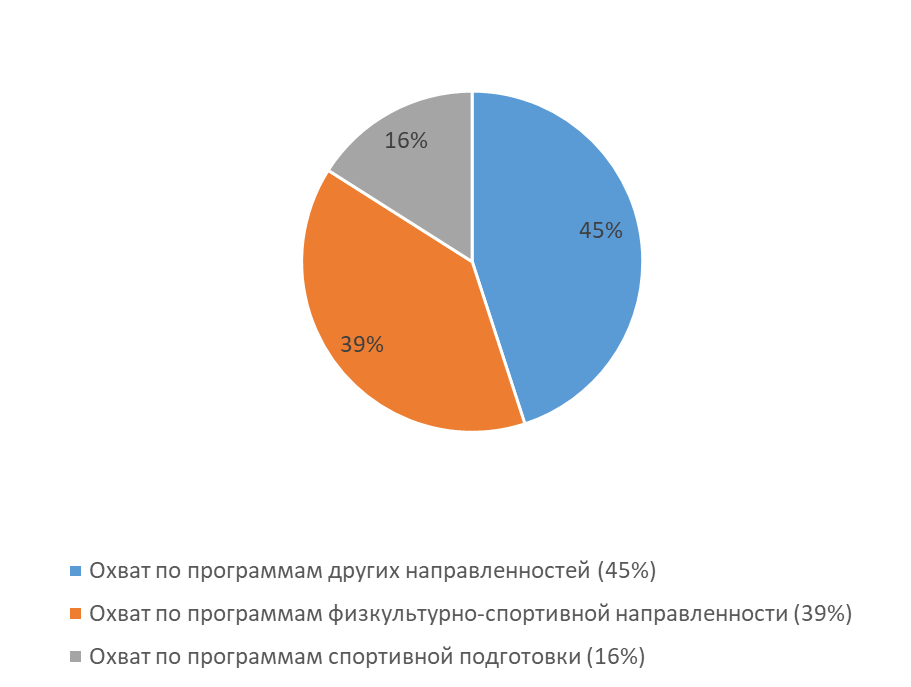 16%
45%
39%
Охват по программам других направленностей (45%)
Охват по программам физкультурно-спортивной направленности (39%)
Охват по программам спортивной подготовки (16%)